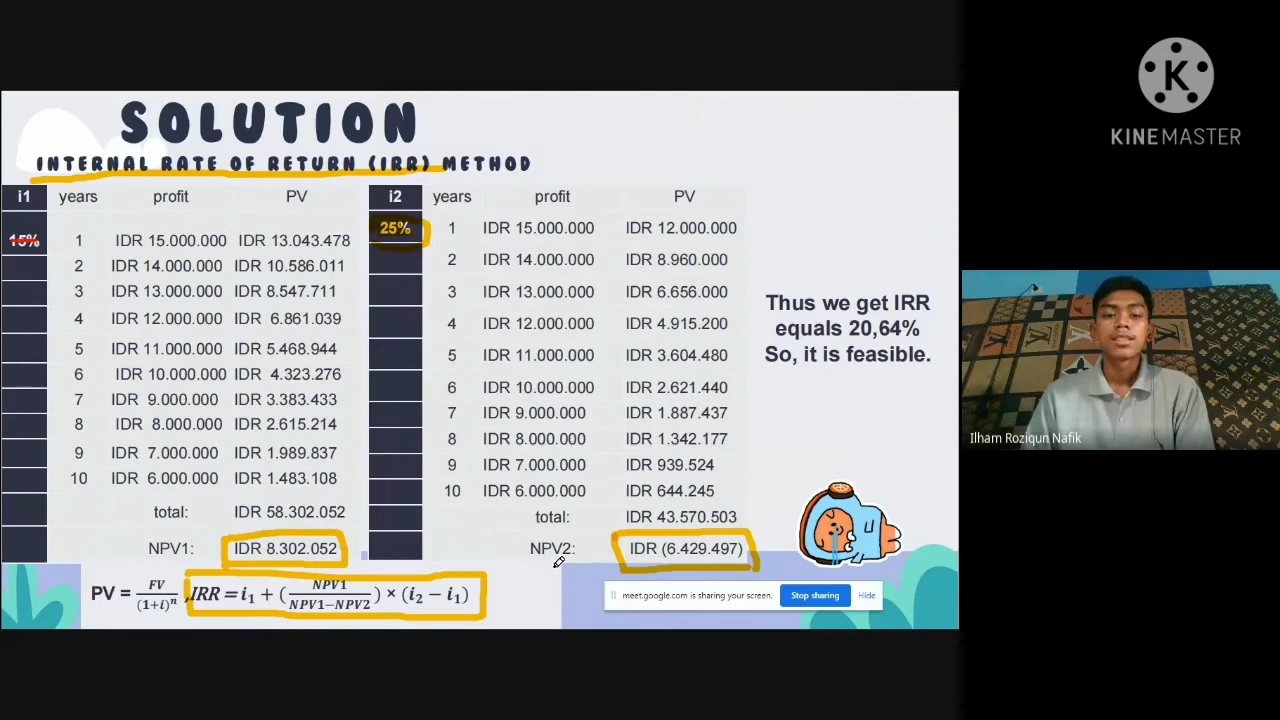 SOLUTION
INTERNAL RATE OF RETURN (IRR) METHOD
i1 years profit PV
15% 1 IDR 15.000.000 IDR 13.043.478
2 IDR 14.000.000 IDR 10.586.011
3 IDR 13.000.000 IDR 8.547.711
4 IDR 12.000.000 IDR 6.861.039
5 IDR 11.000.000 IDR 5.468.944
6 IDR 10.000.000 IDR 4.323.276
7 IDR 9.000.000 IDR 3.383.433
8 IDR 8.000.000 IDR 2.615.214
9 IDR 7.000.000 IDR 1.989.837
10 IDR 6.000.000 IDR 1.483.108
total: IDR 58.302.052
NPV1: IDR 8.302.052
i2 years profit PV
25% 1 IDR 15.000.000 IDR 12.000.000
2 IDR 14.000.000 IDR 8.960.000
3 IDR 13.000.000 IDR 6.656.000
4 IDR 12.000.000 IDR 4.915.200
5 IDR 11.000.000 IDR 3.604.480
6 IDR 10.000.000 IDR 2.621.440
7 IDR 9.000.000 IDR 1.887.437
8 IDR 8.000.000 IDR 1.342.177
9 IDR 7.000.000 IDR 939.524
10 IDR 6.000.000 IDR 644.245
total: IDR 43.570.503
NPV2: IDR (6.429.497)
Thus we get IRR
equals 20,64%
So, it is feasible.
PV = FV/(1+i)^n , IRR = i₁ + (NPV1/(NPV1−NPV2)) × (i₂ − i₁)
meet.google.com is sharing your screen. Stop sharing Hide
K
KINEMASTER
Ilham Roziqun Nafik